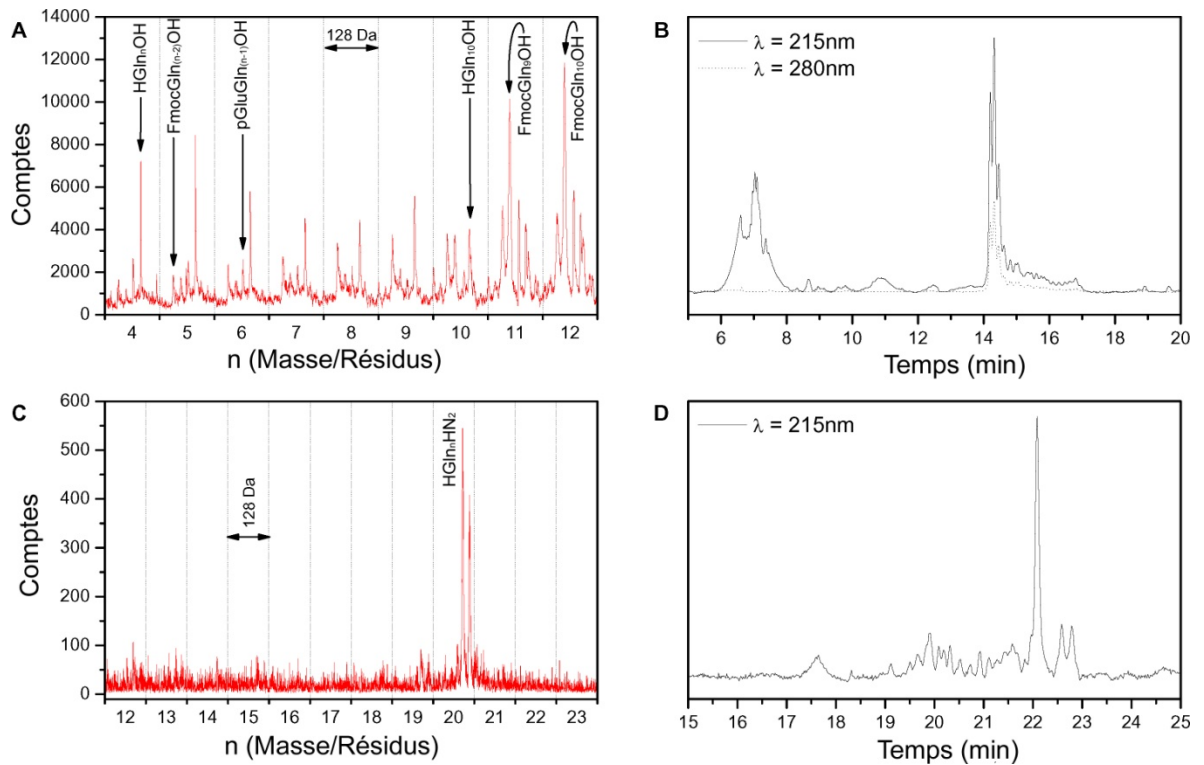 A
14000
12000
10000
8000
6000
4000
2000
0
Comptes
HGlnₙOH
FmocGln₍ₙ₋₂₎OH
pGluGln₍ₙ₋₁₎OH
128 Da
HGln₁₀OH
FmocGln₉OH
FmocGln₁₀OH
4 5 6 7 8 9 10 11 12
n (Masse/Résidus)
B
λ = 215nm
λ = 280nm
6 8 10 12 14 16 18 20
Temps (min)
C
600
500
400
300
200
100
0
Comptes
128 Da
HGlnₙHN₂
12 13 14 15 16 17 18 19 20 21 22 23
n (Masse/Résidus)
D
λ = 215nm
15 16 17 18 19 20 21 22 23 24 25
Temps (min)